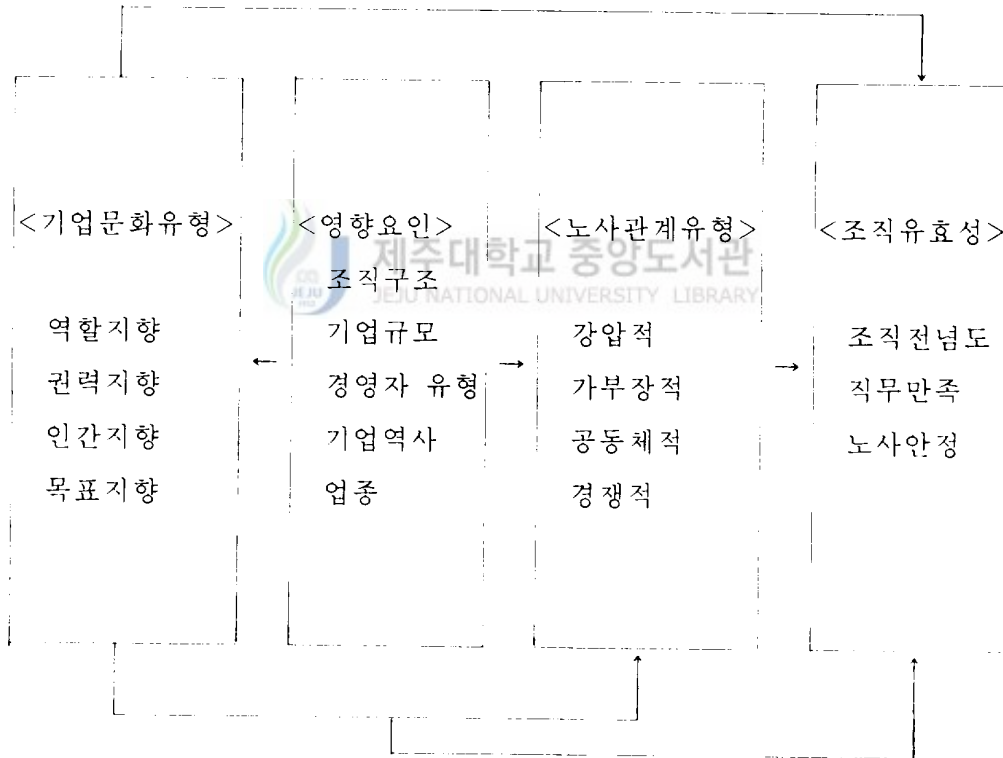 <기업문화유형>
역할지향
권력지향
인간지향
목표지향
<영향요인>
조직구조
기업규모
경영자 유형
기업역사
업종
<노사관계유형>
강압적
가부장적
공동체적
경쟁적
<조직유효성>
조직전념도
직무만족
노사안정
제주대학교 중앙도서관
JEJU NATIONAL UNIVERSITY LIBRARY
JEJU
1952